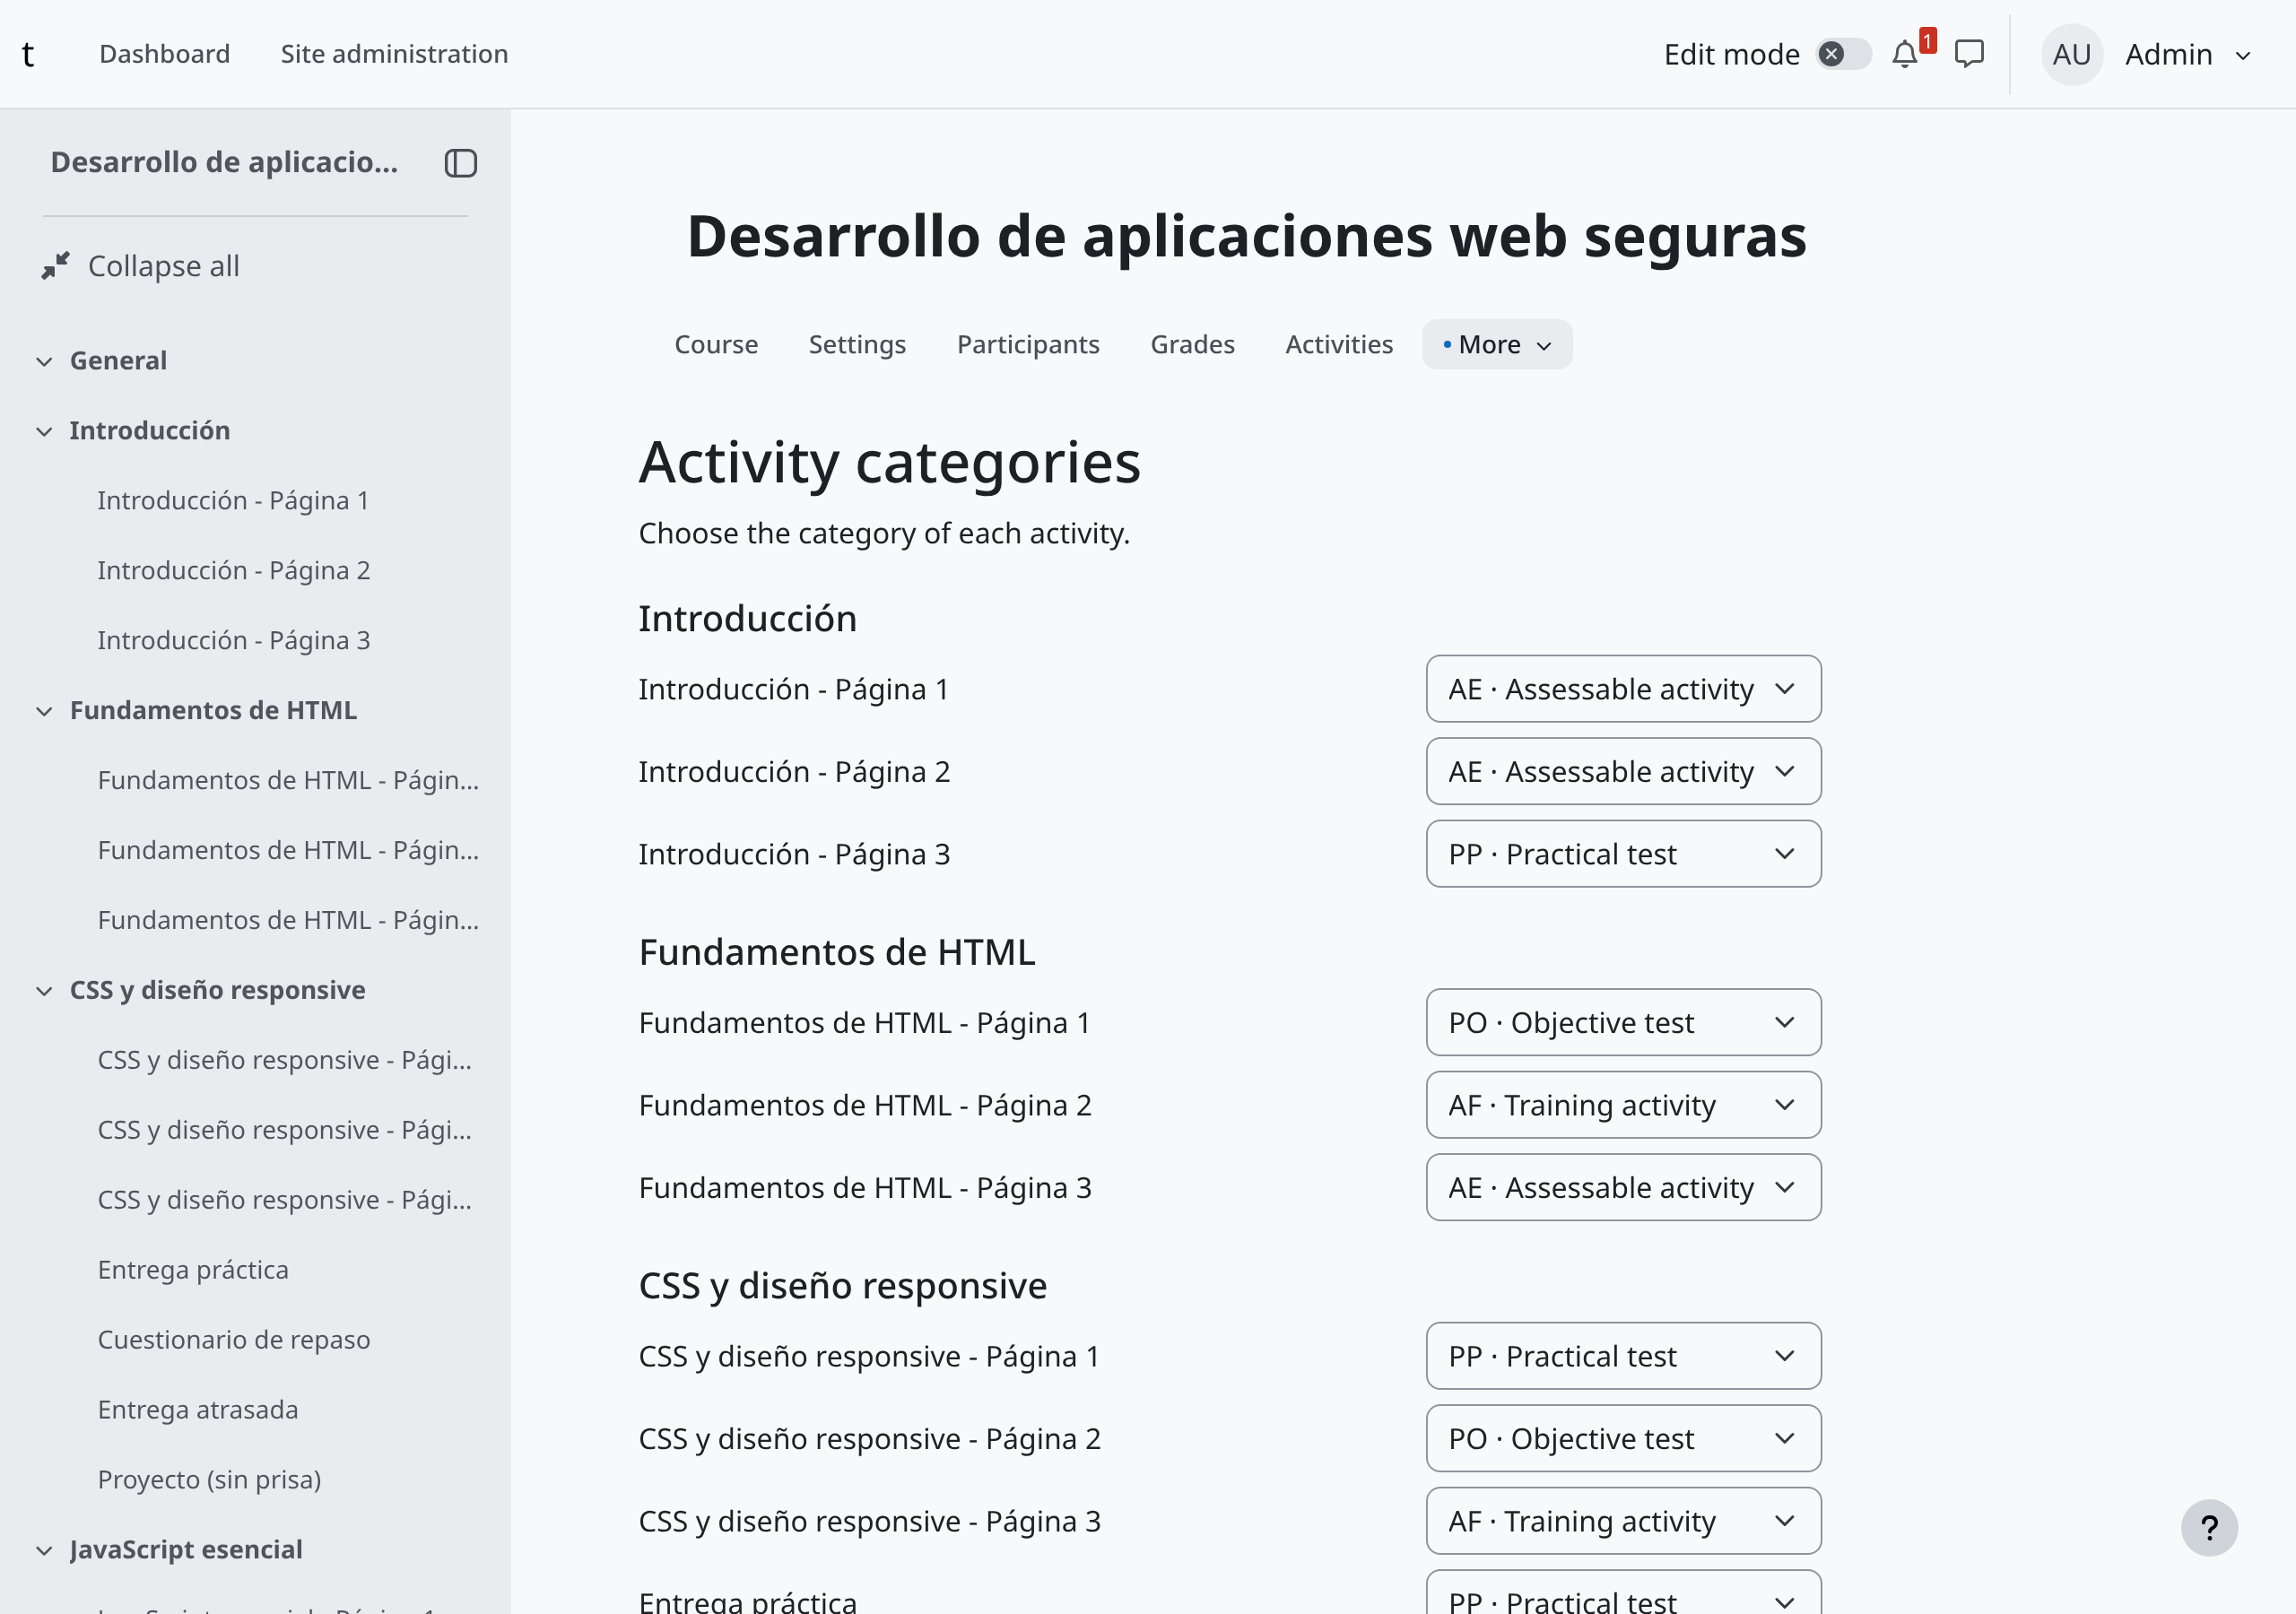 t
Dashboard
Site administration
Edit mode
1
AU
Admin
Desarrollo de aplicacio...
Collapse all
General
Introducción
Introducción - Página 1
Introducción - Página 2
Introducción - Página 3
Fundamentos de HTML
Fundamentos de HTML - Págin...
Fundamentos de HTML - Págin...
Fundamentos de HTML - Págin...
CSS y diseño responsive
CSS y diseño responsive - Pági...
CSS y diseño responsive - Pági...
CSS y diseño responsive - Pági...
Entrega práctica
Cuestionario de repaso
Entrega atrasada
Proyecto (sin prisa)
JavaScript esencial
Desarrollo de aplicaciones web seguras
Course
Settings
Participants
Grades
Activities
More
Activity categories
Choose the category of each activity.
Introducción
Introducción - Página 1
AE · Assessable activity
Introducción - Página 2
AE · Assessable activity
Introducción - Página 3
PP · Practical test
Fundamentos de HTML
Fundamentos de HTML - Página 1
PO · Objective test
Fundamentos de HTML - Página 2
AF · Training activity
Fundamentos de HTML - Página 3
AE · Assessable activity
CSS y diseño responsive
CSS y diseño responsive - Página 1
PP · Practical test
CSS y diseño responsive - Página 2
PO · Objective test
CSS y diseño responsive - Página 3
AF · Training activity
Entrega práctica
PP · Practical test
?